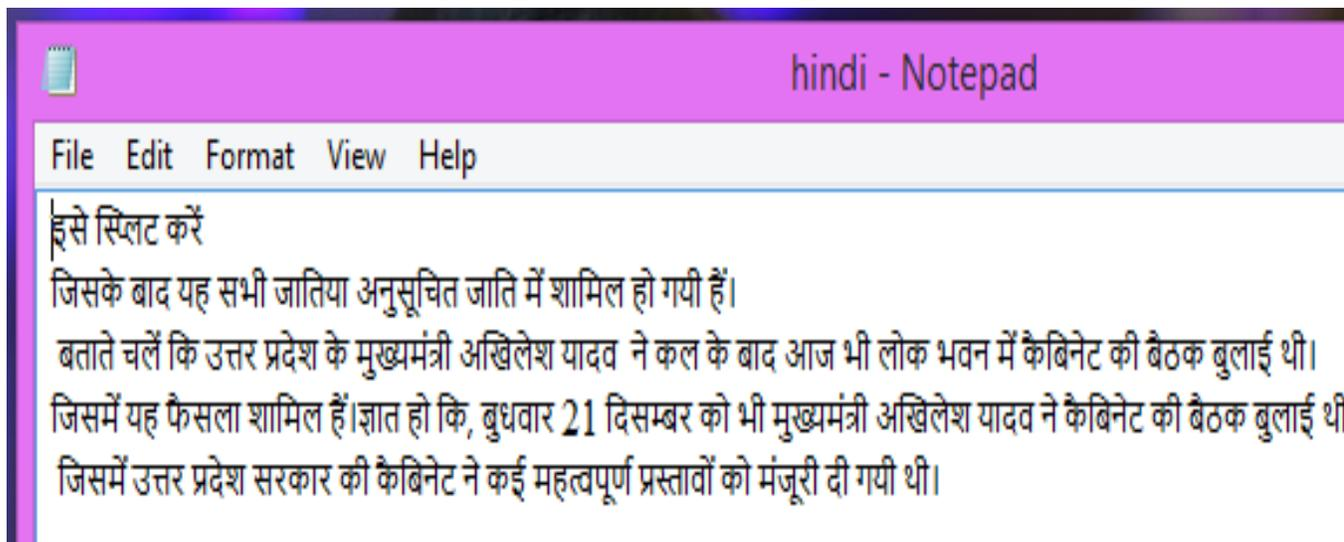 hindi - Notepad
File Edit Format View Help
इसे स्प्लिट करें
जिसके बाद यह सभी जातिया अनुसूचित जाति में शामिल हो गयी हैं।
बताते चलें कि उत्तर प्रदेश के मुख्यमंत्री अखिलेश यादव ने कल के बाद आज भी लोक भवन में कैबिनेट की बैठक बुलाई थी।
जिसमें यह फैसला शामिल हैं।ज्ञात हो कि, बुधवार 21 दिसम्बर को भी मुख्यमंत्री अखिलेश यादव ने कैबिनेट की बैठक बुलाई थी
जिसमें उत्तर प्रदेश सरकार की कैबिनेट ने कई महत्वपूर्ण प्रस्तावों को मंजूरी दी गयी थी।